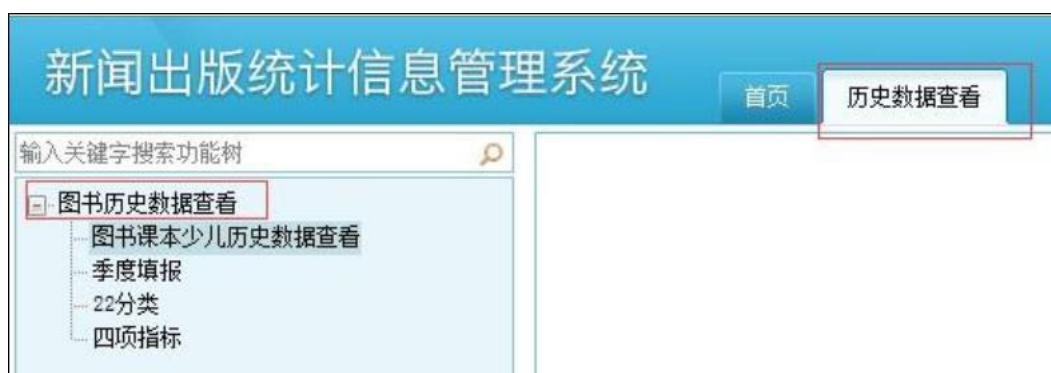 新闻出版统计信息管理系统
首页
历史数据查看
输入关键字搜索功能树
图书历史数据查看
图书课本少儿历史数据查看
季度填报
22分类
四项指标